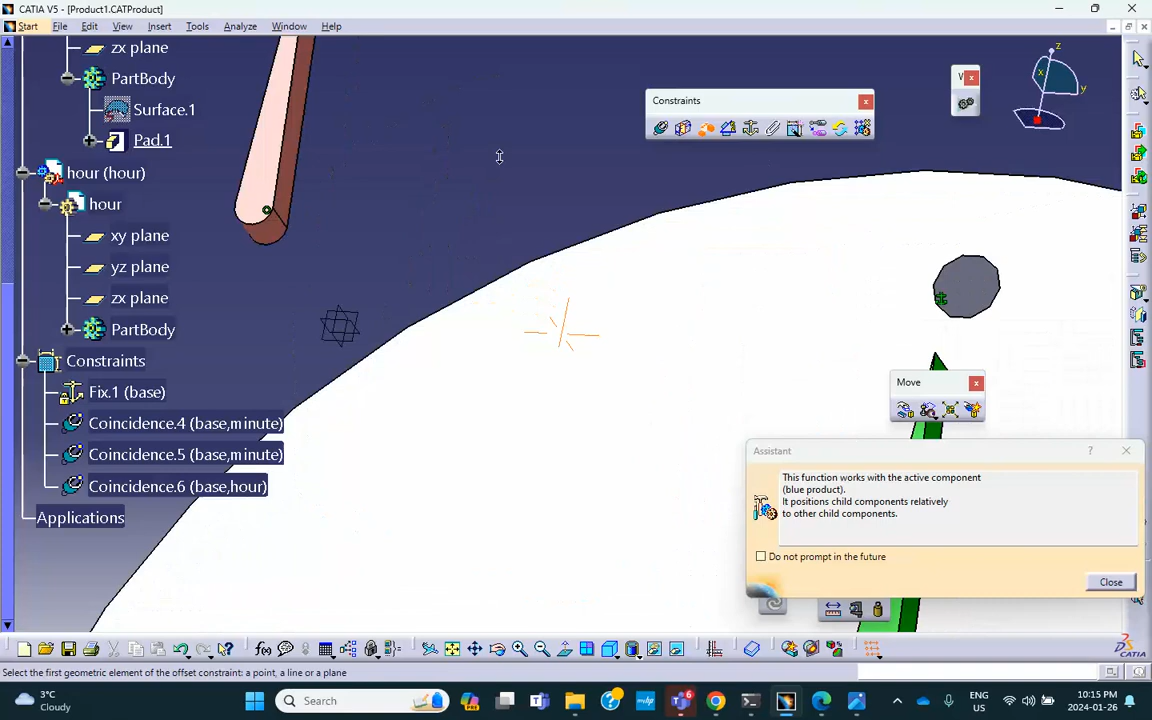 CATIA V5 - [Product1.CATProduct]
Start File Edit View Insert Tools Analyze Window Help
zx plane
PartBody
Surface.1
Pad.1
hour (hour)
hour
xy plane
yz plane
zx plane
PartBody
Constraints
Fix.1 (base)
Coincidence.4 (base,minute)
Coincidence.5 (base,minute)
Coincidence.6 (base,hour)
Applications
Constraints
V
z
x
y
Move
Assistant
This function works with the active component
(blue product).
It positions child components relatively
to other child components.
Do not prompt in the future
Close
Select the first geometric element of the offset constraint: a point, a line or a plane
CATIA
3°C
Cloudy
Search
6
ENG
US
10:15 PM
2024-01-26